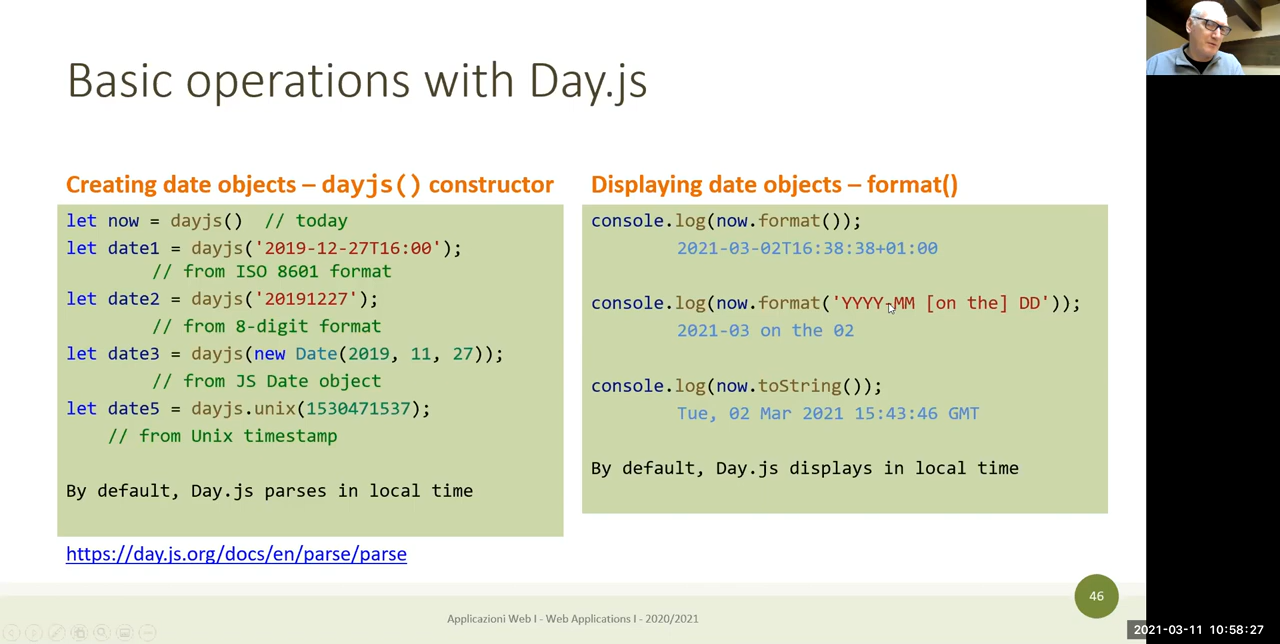 Basic operations with Day.js
Creating date objects – dayjs() constructor
let now = dayjs()  // today
let date1 = dayjs('2019-12-27T16:00');
// from ISO 8601 format
let date2 = dayjs('20191227');
// from 8-digit format
let date3 = dayjs(new Date(2019, 11, 27));
// from JS Date object
let date5 = dayjs.unix(1530471537);
// from Unix timestamp
By default, Day.js parses in local time
https://day.js.org/docs/en/parse/parse
Displaying date objects – format()
console.log(now.format());
2021-03-02T16:38:38+01:00
console.log(now.format('YYYY-MM [on the] DD'));
2021-03 on the 02
console.log(now.toString());
Tue, 02 Mar 2021 15:43:46 GMT
By default, Day.js displays in local time
46
Applicazioni Web I - Web Applications I - 2020/2021
2021-03-11 10:58:27